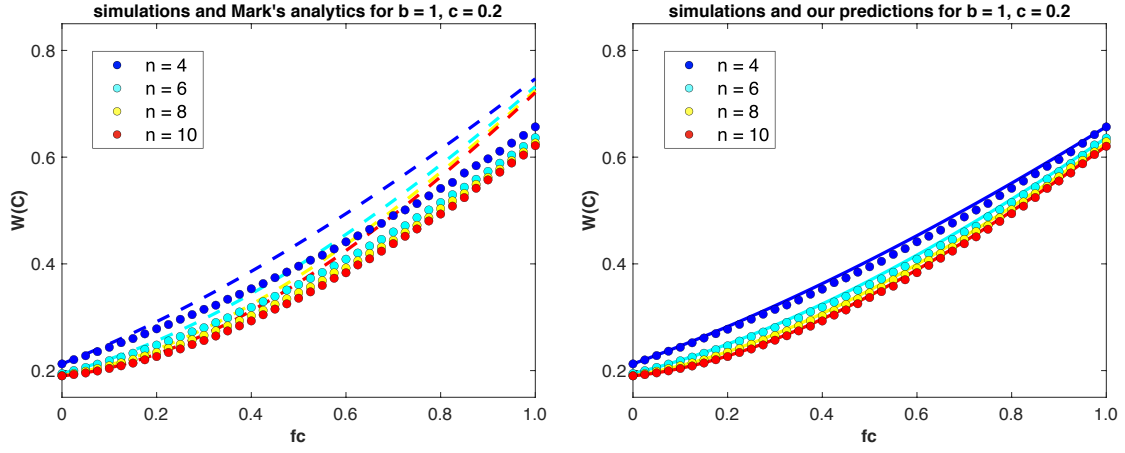 simulations and Mark's analytics for b = 1, c = 0.2
0.8
0.6
0.4
0.2
W(C)
n = 4
n = 6
n = 8
n = 10
0 0.2 0.4 0.6 0.8 1.0
fc
simulations and our predictions for b = 1, c = 0.2
0.8
0.6
0.4
0.2
W(C)
n = 4
n = 6
n = 8
n = 10
0 0.2 0.4 0.6 0.8 1.0
fc